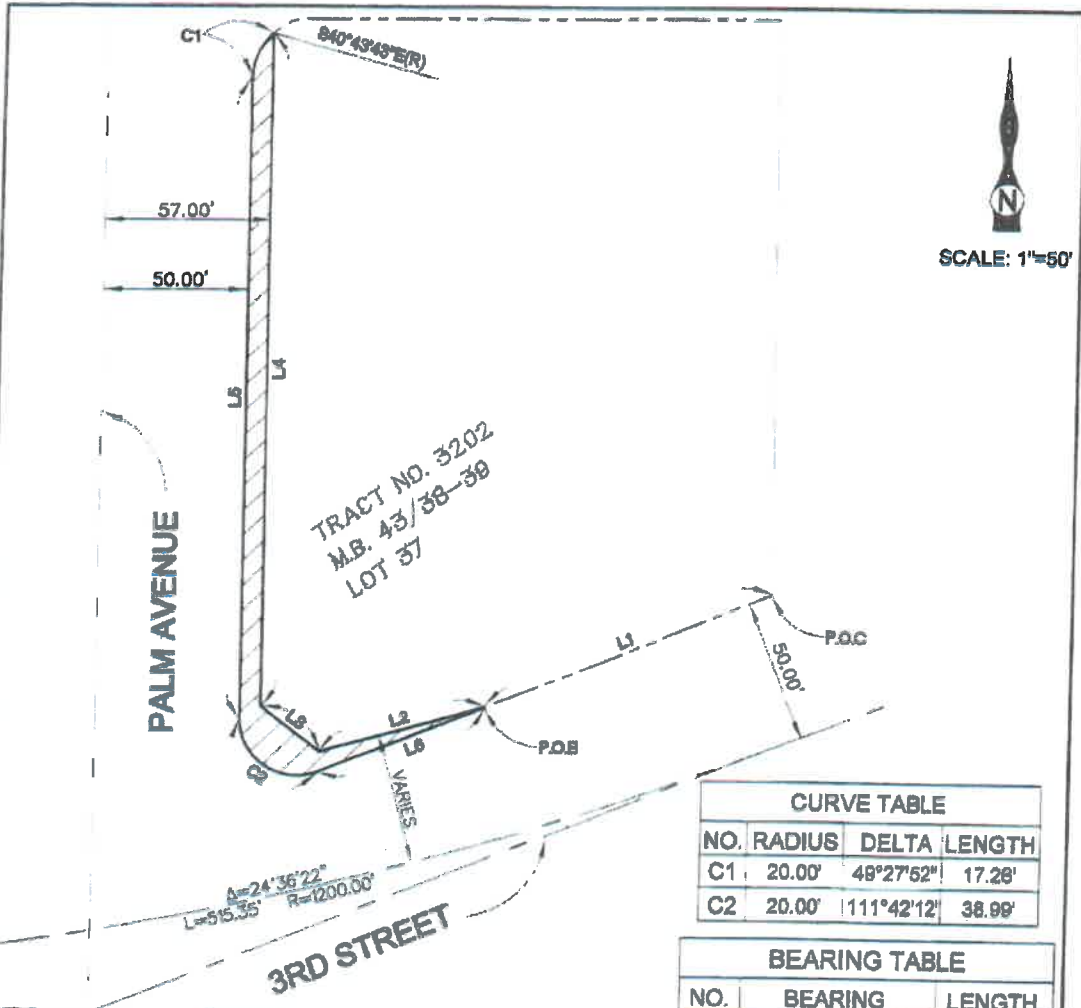 C1
S40°43'43"E(R)
57.00'
50.00'
N
SCALE: 1"=50'
L5
L4
TRACT NO. 3202
M.B. 43/38-39
LOT 37
PALM AVENUE
L1
P.O.C
50.00'
L3
L2
L6
P.O.B
C2
VARIES
Δ=24°36'22"
L=515.35' R=1200.00'
3RD STREET
CURVE TABLE
NO. RADIUS DELTA LENGTH
C1 20.00' 49°27'52" 17.26'
C2 20.00' 111°42'12" 38.99'
BEARING TABLE
NO. BEARING LENGTH